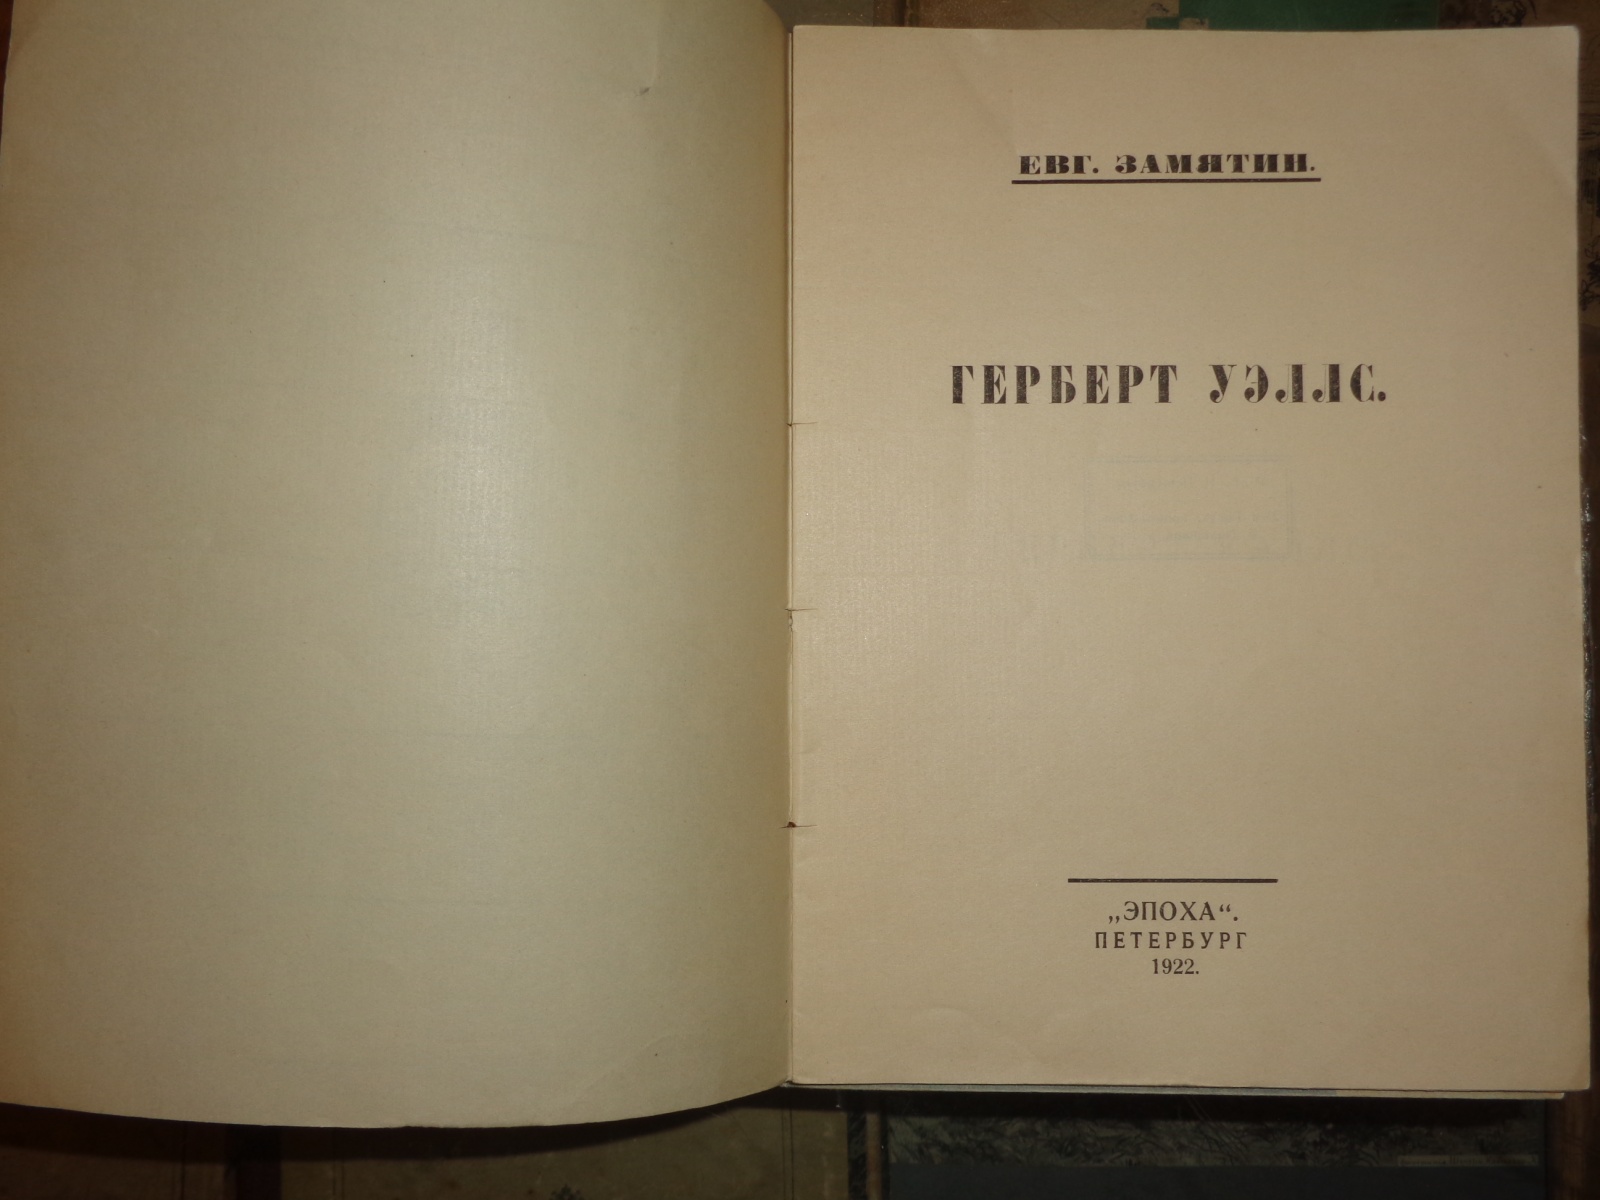 ЕВГ. ЗАМЯТИН.
ГЕРБЕРТ УЭЛЛС.
„ЭПОХА“.
ПЕТЕРБУРГ
1922.